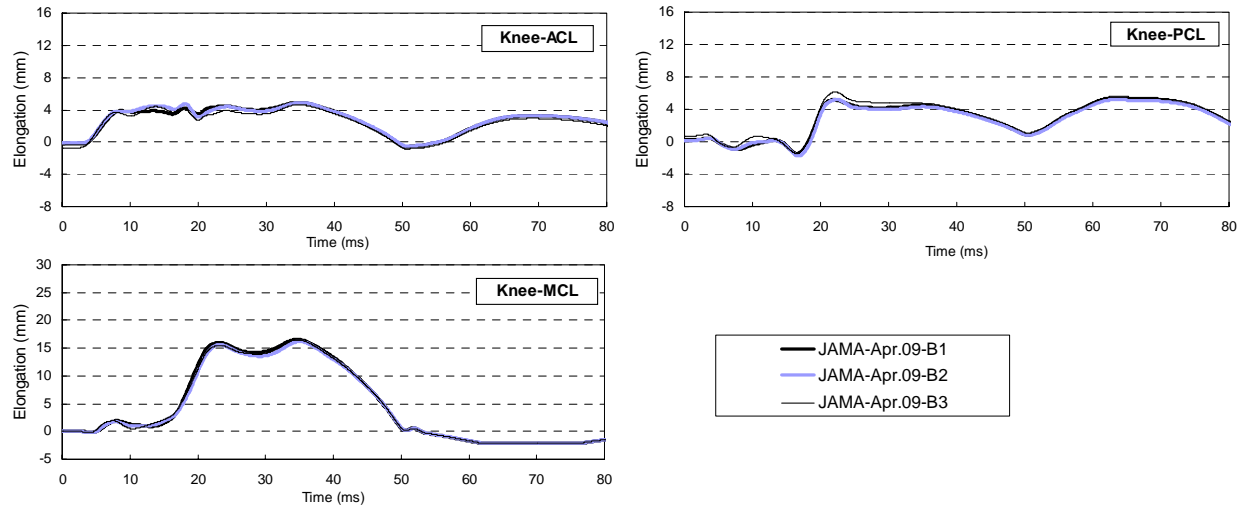 16
12
8
4
0
-4
-8
Elongation (mm)
Knee-ACL
0 10 20 30 40 50 60 70 80
Time (ms)
16
12
8
4
0
-4
-8
Elongation (mm)
Knee-PCL
0 10 20 30 40 50 60 70 80
Time (ms)
30
25
20
15
10
5
0
-5
Elongation (mm)
Knee-MCL
0 10 20 30 40 50 60 70 80
Time (ms)
JAMA-Apr.09-B1
JAMA-Apr.09-B2
JAMA-Apr.09-B3